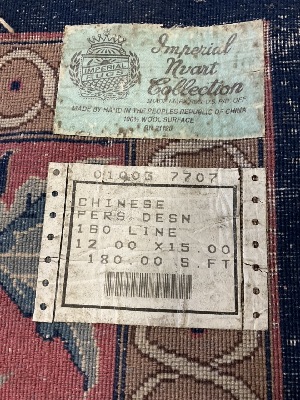 IMPERIAL
RUGS
Imperial
Nvart
Collection
MADE BY HAND IN THE PEOPLES REPUBLIC OF CHINA
100% WOOL SURFACE
01003 7707
CHINESE
PERS DESN
180 LINE
12.00 X 15.00
180.00 S.FT